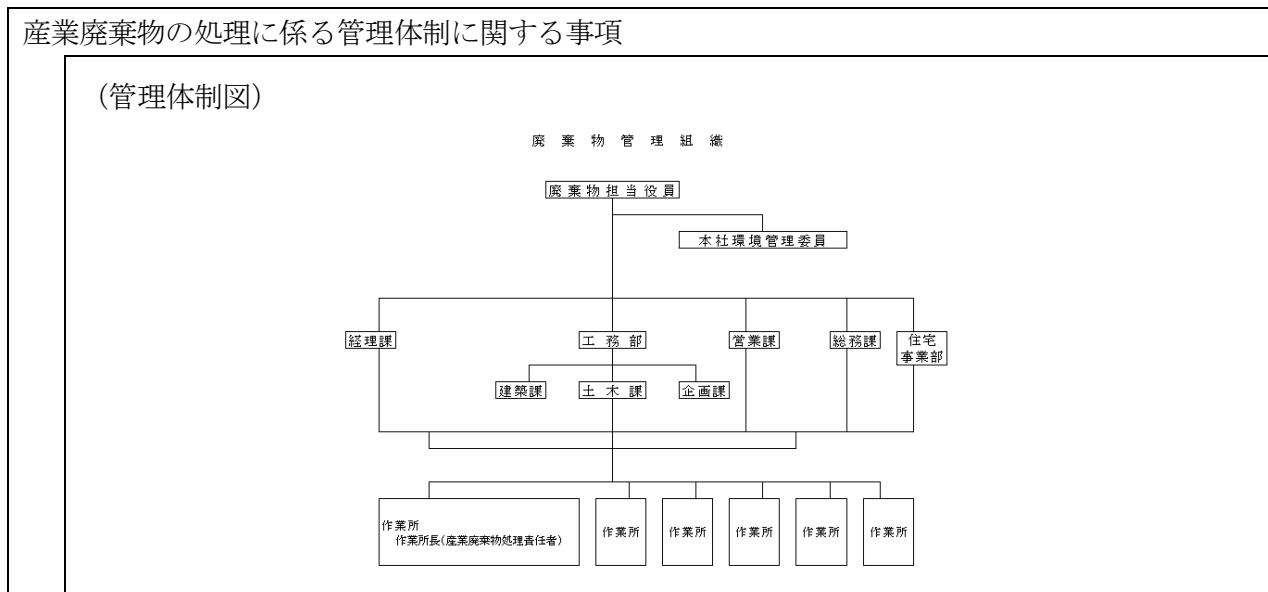 産業廃棄物の処理に係る管理体制に関する事項
（管理体制図）
廃棄物管理組織
廃棄物担当役員
本社環境管理委員
経理課
工務部
営業課
総務課
住宅
事業部
建築課
土木課
企画課
作業所
作業所長(産業廃棄物処理責任者)
作業所
作業所
作業所
作業所
作業所